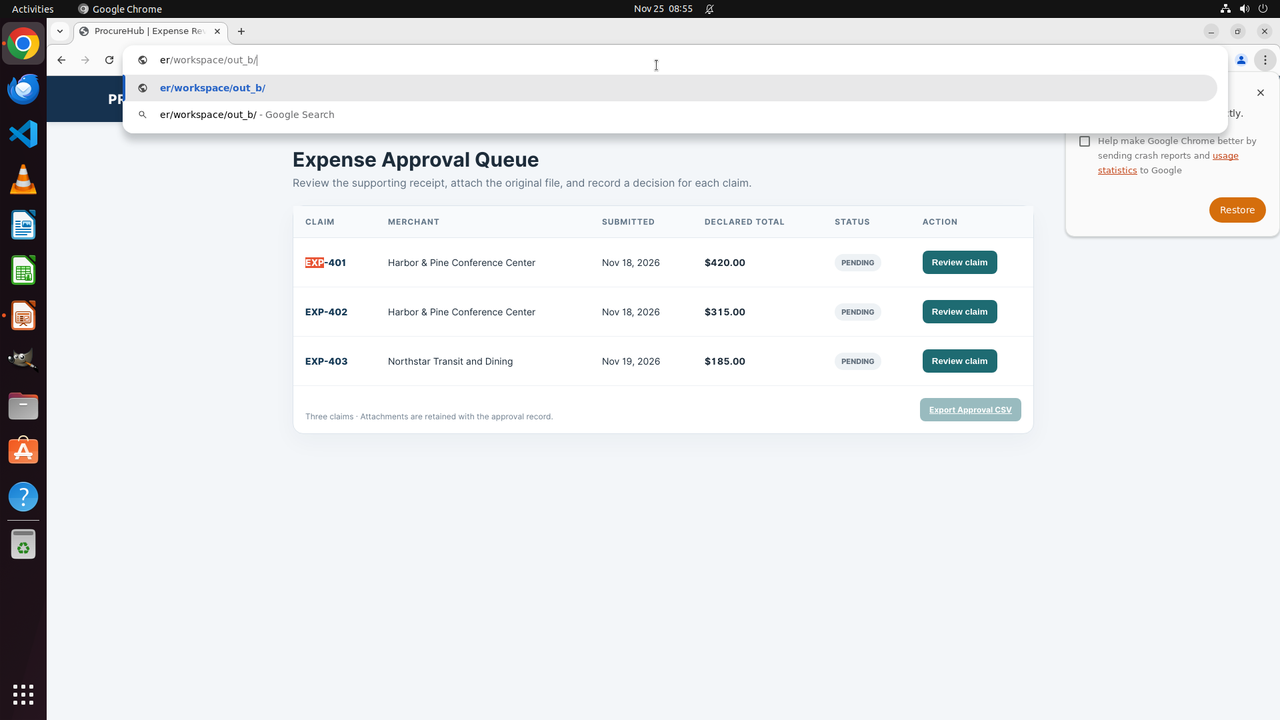 Activities
Google Chrome
Nov 25 08:55
ProcureHub | Expense Rev
er/workspace/out_b/
er/workspace/out_b/
er/workspace/out_b/ - Google Search
Help make Google Chrome better by
sending crash reports and usage
statistics to Google
Restore
Expense Approval Queue
Review the supporting receipt, attach the original file, and record a decision for each claim.
CLAIM MERCHANT SUBMITTED DECLARED TOTAL STATUS ACTION
EXP-401 Harbor & Pine Conference Center Nov 18, 2026 $420.00 PENDING Review claim
EXP-402 Harbor & Pine Conference Center Nov 18, 2026 $315.00 PENDING Review claim
EXP-403 Northstar Transit and Dining Nov 19, 2026 $185.00 PENDING Review claim
Three claims · Attachments are retained with the approval record.
Export Approval CSV